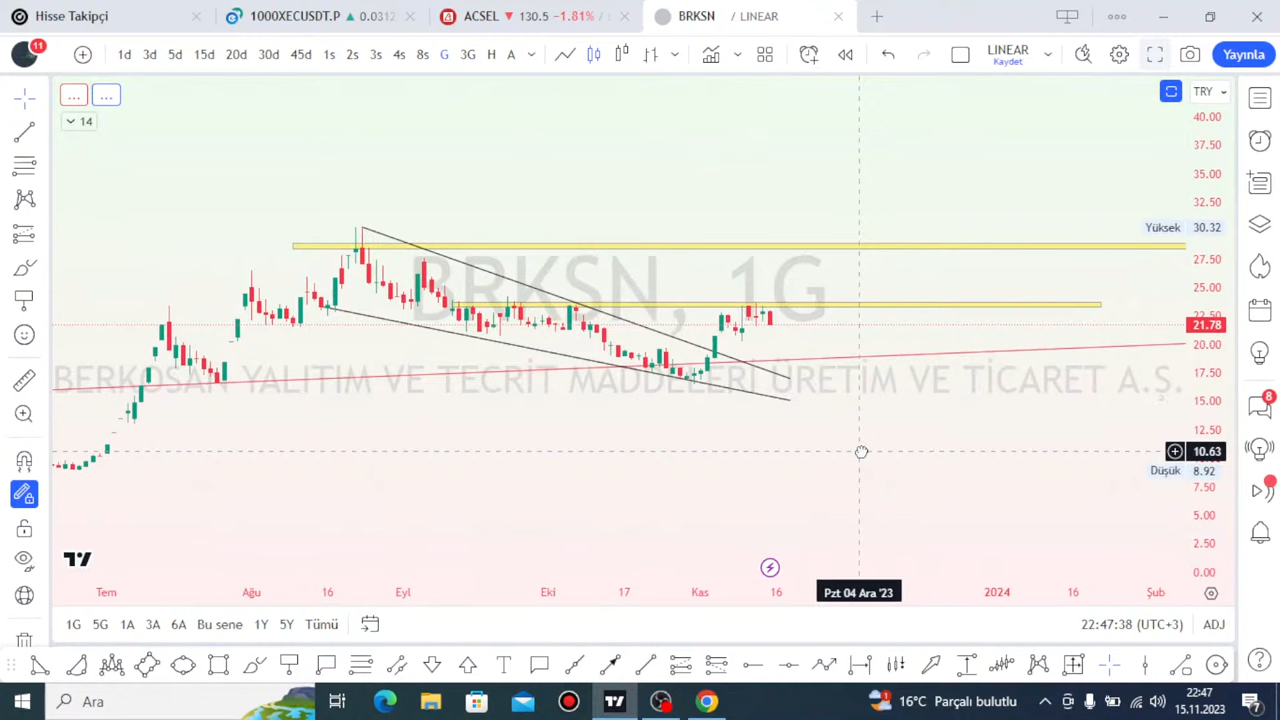 Hisse Takipçi
1000XECUSDT.P ▲ 0.0312
ACSEL ▼ 130.5 −1.81%
BRKSN / LINEAR
11
1d 3d 5d 15d 20d 30d 45d 1s 2s 3s 4s 8s G 3G H A
LINEAR
Kaydet
Yayınla
... ...
TRY
14
40.00
37.50
35.00
32.50
Yüksek 30.32
27.50
25.00
22.50
21.78
20.00
17.50
15.00
12.50
10.63
Düşük 8.92
7.50
5.00
2.50
0.00
BRKSN, 1G
BERKOSAN YALITIM VE TECRİT MADDELERİ ÜRETİM VE TİCARET A.Ş.
8
Tem Ağu 16 Eyl Eki 17 Kas 16 Pzt 04 Ara '23 2024 16 Şub
1G 5G 1A 3A 6A Bu sene 1Y 5Y Tümü
22:47:38 (UTC+3) ADJ
Ara
16°C Parçalı bulutlu
22:47
15.11.2023
7